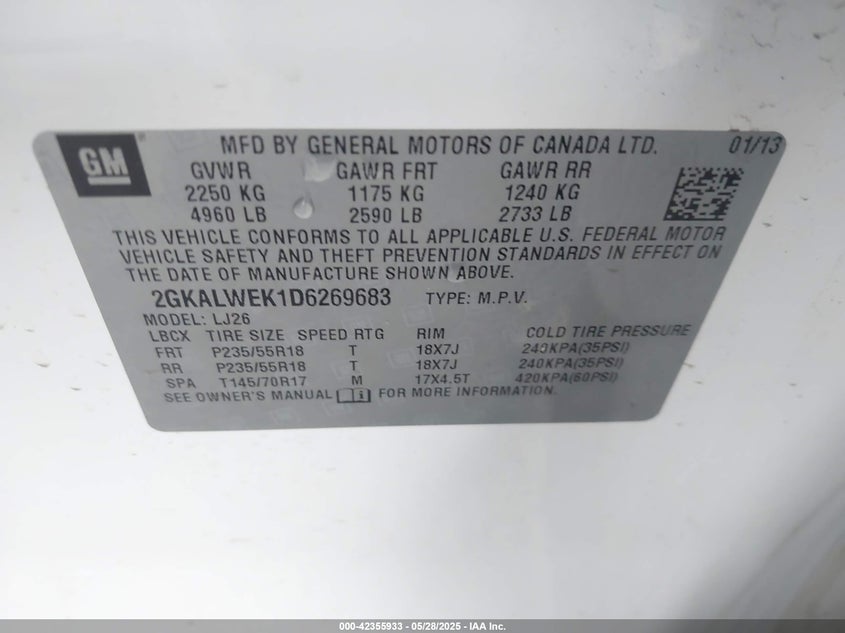 GM
MFD BY GENERAL MOTORS OF CANADA LTD. 01/13
GVWR GAWR FRT GAWR RR
2250 KG 1175 KG 1240 KG
4960 LB 2590 LB 2733 LB
THIS VEHICLE CONFORMS TO ALL APPLICABLE U.S. FEDERAL MOTOR
VEHICLE SAFETY AND THEFT PREVENTION STANDARDS IN EFFECT ON
THE DATE OF MANUFACTURE SHOWN ABOVE.
2GKALWEK1D6269683 TYPE: M.P.V.
MODEL: LJ26
LBCX TIRE SIZE SPEED RTG RIM COLD TIRE PRESSURE
FRT P235/55R18 T 18X7J 240KPA(35PSI)
RR P235/55R18 T 18X7J 240KPA(35PSI)
SPA T145/70R17 M 17X4.5T 420KPA(60PSI)
SEE OWNER'S MANUAL FOR MORE INFORMATION.
000-42355933 / 05/28/2025 - IAA Inc.